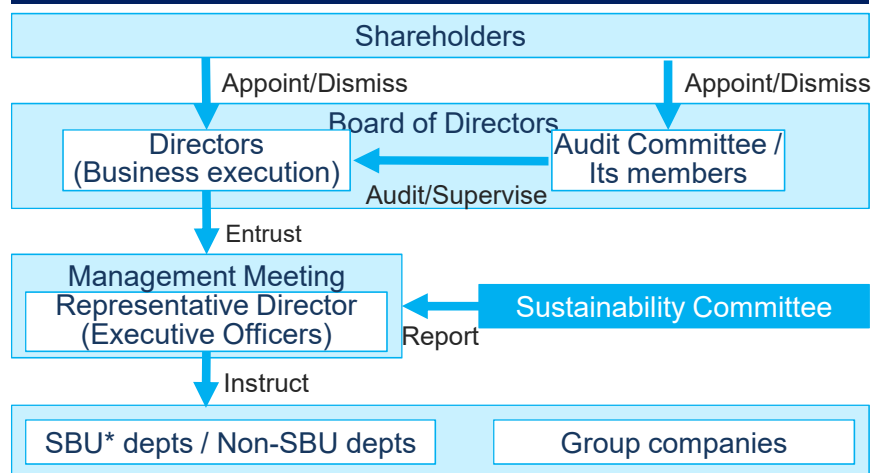 Shareholders
Appoint/Dismiss
Appoint/Dismiss
Board of Directors
Directors
(Business execution)
Audit Committee /
Its members
Audit/Supervise
Entrust
Management Meeting
Representative Director
(Executive Officers)
Sustainability Committee
Report
Instruct
SBU* depts / Non-SBU depts
Group companies